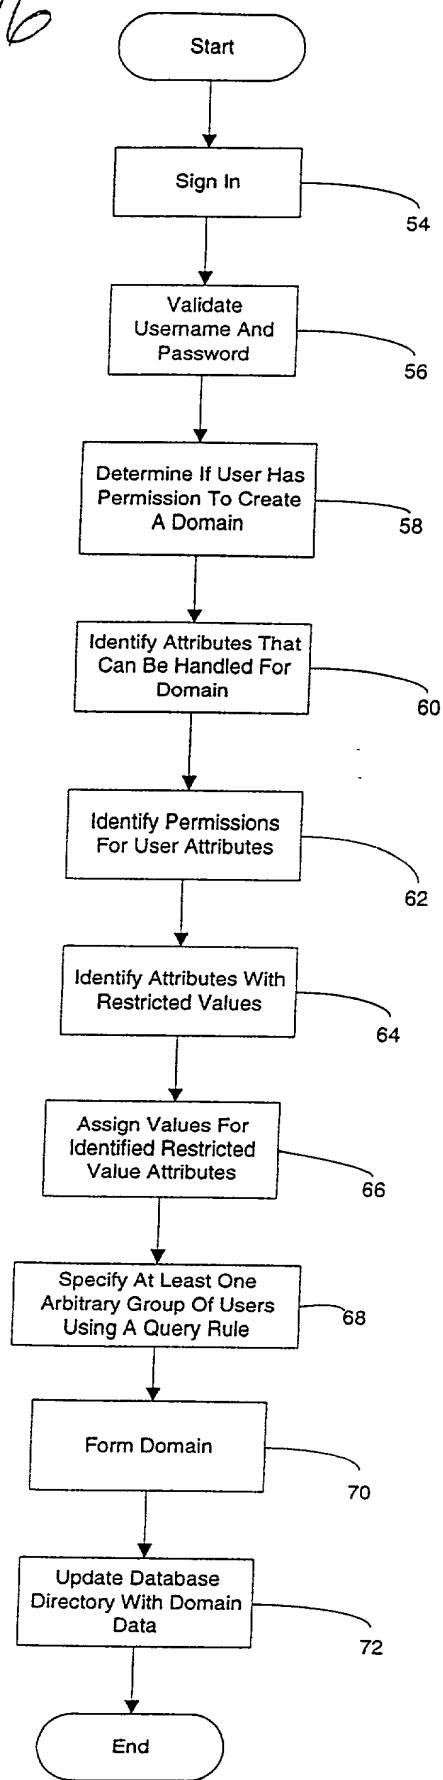 Start
Sign In
54
Validate
Username And
Password
56
Determine If User Has
Permission To Create
A Domain
58
Identify Attributes That
Can Be Handled For
Domain
60
Identify Permissions
For User Attributes
62
Identify Attributes With
Restricted Values
64
Assign Values For
Identified Restricted
Value Attributes
66
Specify At Least One
Arbitrary Group Of Users
Using A Query Rule
68
Form Domain
70
Update Database
Directory With Domain
Data
72
End